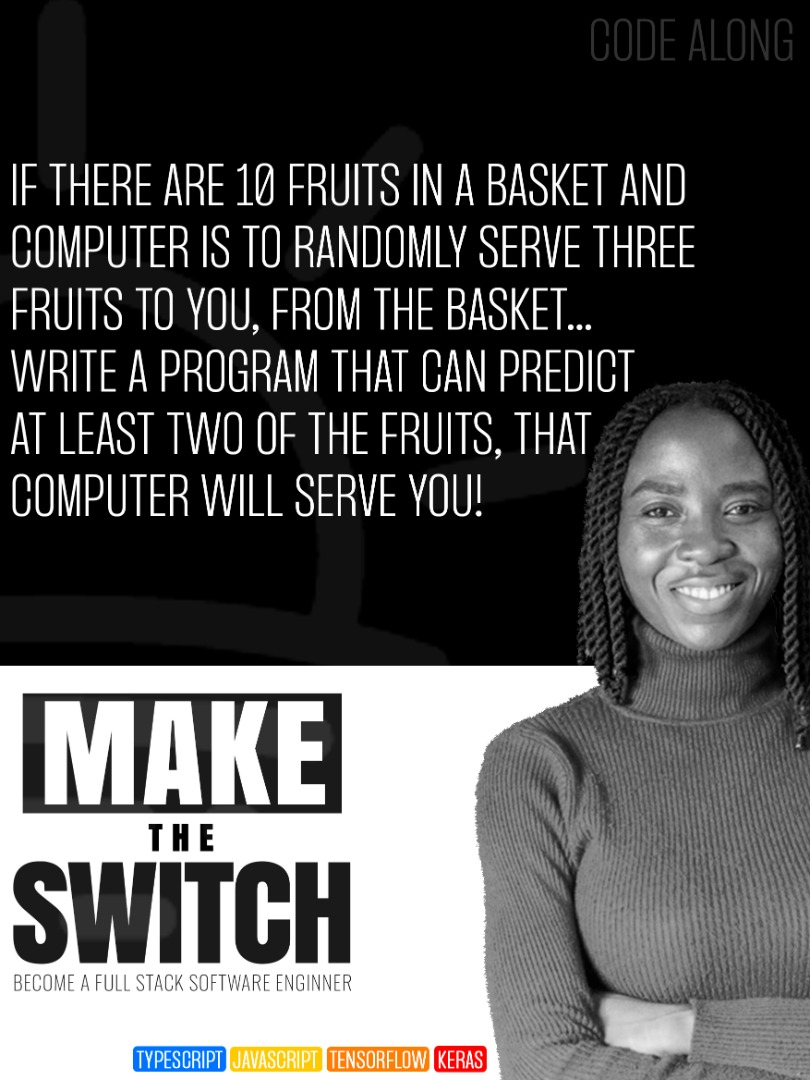 CODE ALONG
IF THERE ARE 10 FRUITS IN A BASKET AND
COMPUTER IS TO RANDOMLY SERVE THREE
FRUITS TO YOU, FROM THE BASKET...
WRITE A PROGRAM THAT CAN PREDICT
AT LEAST TWO OF THE FRUITS, THAT
COMPUTER WILL SERVE YOU!
MAKE
THE
SWITCH
BECOME A FULL STACK SOFTWARE ENGINNER
TYPESCRIPT JAVASCRIPT TENSORFLOW KERAS